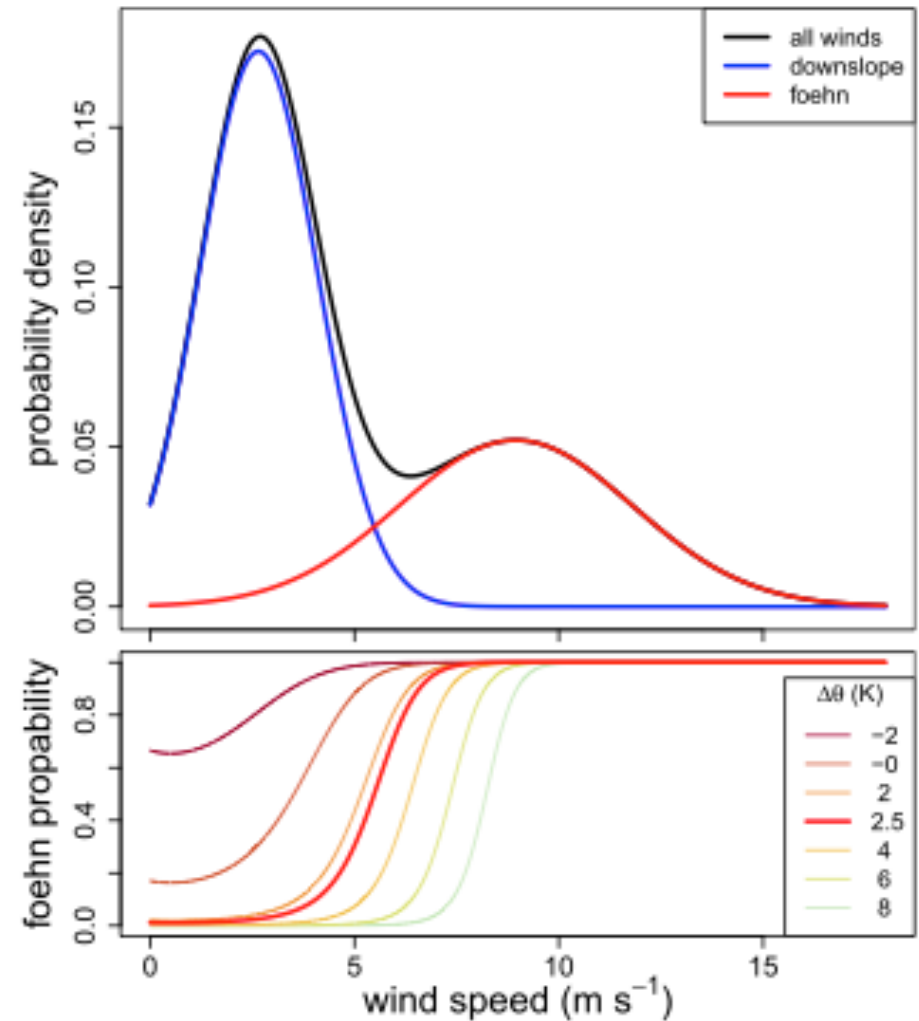 all winds
downslope
foehn
probability density
0.00
0.05
0.10
0.15
foehn propability
0.0
0.4
0.8
Δθ (K)
−2
−0
2
2.5
4
6
8
0
5
10
15
wind speed (m s⁻¹)